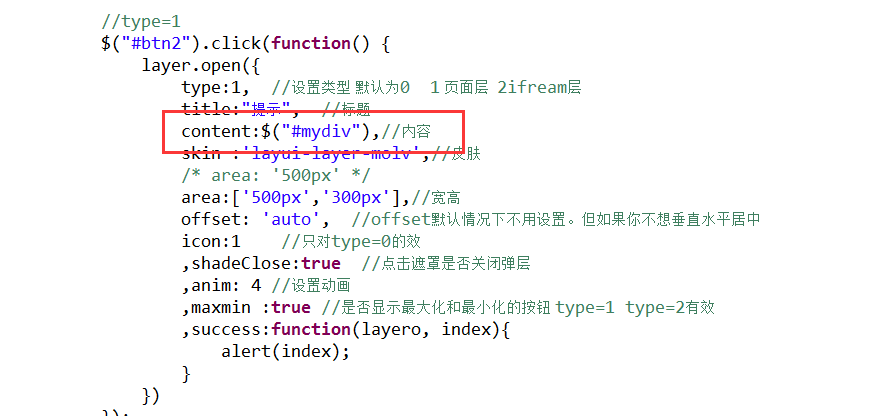 //type=1
$("#btn2").click(function() {
layer.open({
type:1, //设置类型 默认为0 1 页面层 2ifream层
title:"提示", //标题
content:$("#mydiv"),//内容
skin :'layui-layer-molv',//皮肤
/* area: '500px' */
area:['500px','300px'],//宽高
offset: 'auto', //offset默认情况下不用设置。但如果你不想垂直水平居中
icon:1 //只对type=0的效
,shadeClose:true //点击遮罩是否关闭弹层
,anim: 4 //设置动画
,maxmin :true //是否显示最大化和最小化的按钮 type=1 type=2有效
,success:function(layero, index){
alert(index);
}
})
});